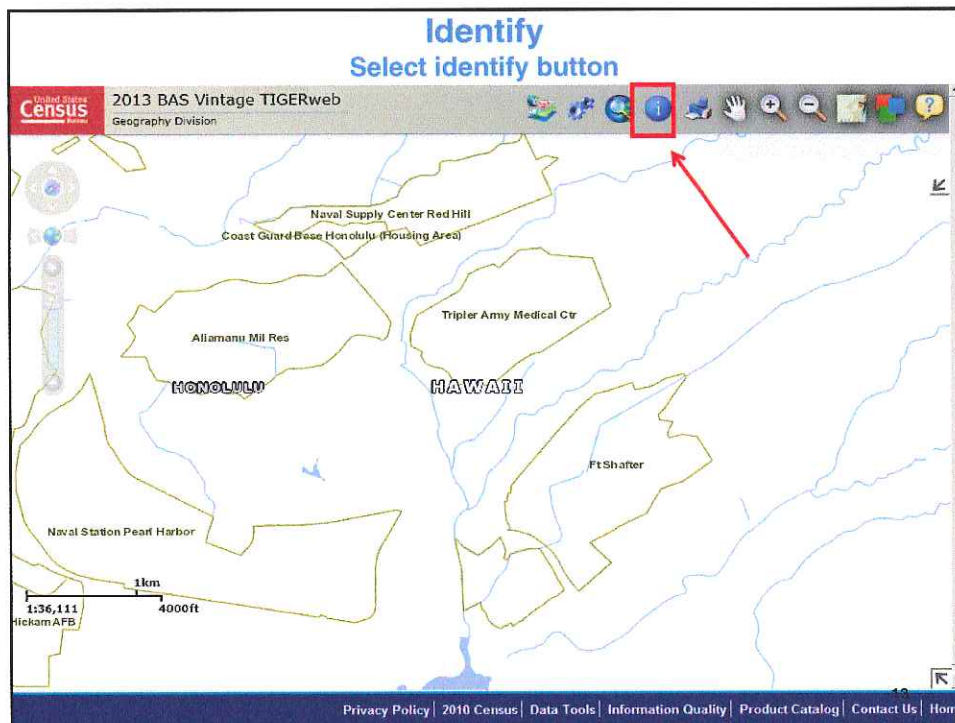 Identify
Select identify button
United States
Census
Bureau
2013 BAS Vintage TIGERweb
Geography Division
i
?
Naval Supply Center Red Hill
Coast Guard Base Honolulu (Housing Area)
Tripler Army Medical Ctr
Aliamanu Mil Res
HONOLULU
HAWAII
Ft Shafter
Naval Station Pearl Harbor
1km
1:36,111
4000ft
Hickam AFB
13
Privacy Policy | 2010 Census | Data Tools | Information Quality | Product Catalog | Contact Us | Hom